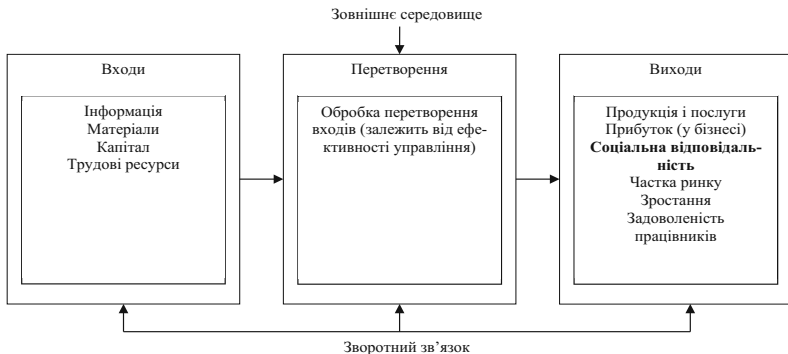 Зовнішнє середовище
Входи
Інформація
Матеріали
Капітал
Трудові ресурси
Перетворення
Обробка перетворення
входів (залежить від ефе-
ктивності управління)
Виходи
Продукція і послуги
Прибуток (у бізнесі)
Соціальна відповідаль-
ність
Частка ринку
Зростання
Задоволеність
працівників
Зворотний зв’язок